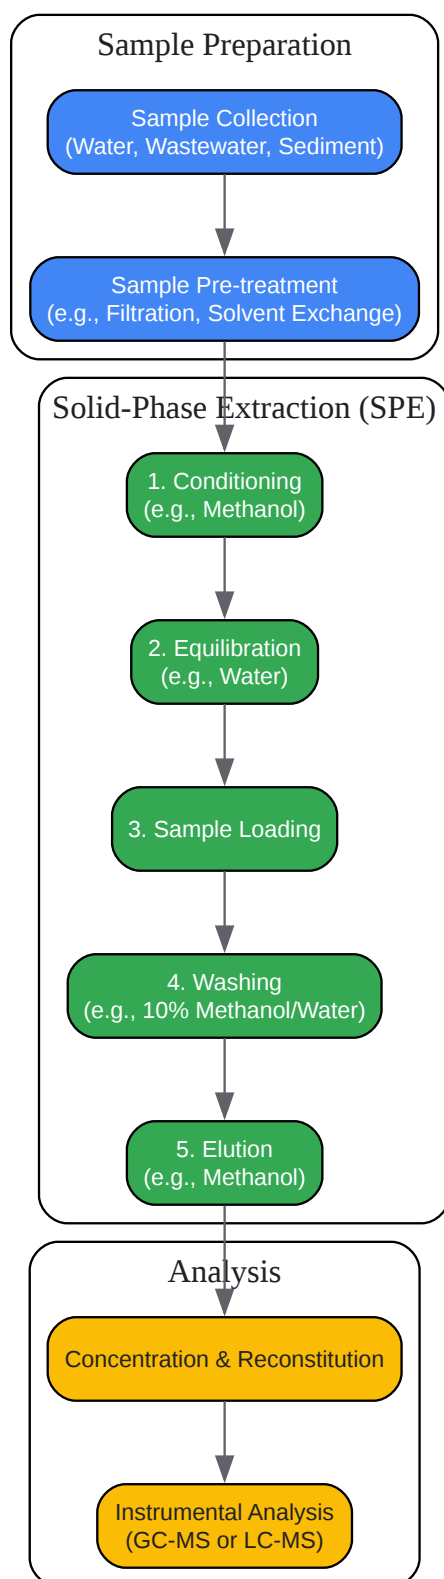 Sample Preparation
Sample Collection
(Water, Wastewater, Sediment)
Sample Pre-treatment
(e.g., Filtration, Solvent Exchange)
Solid-Phase Extraction (SPE)
1. Conditioning
(e.g., Methanol)
2. Equilibration
(e.g., Water)
3. Sample Loading
4. Washing
(e.g., 10% Methanol/Water)
5. Elution
(e.g., Methanol)
Analysis
Concentration & Reconstitution
Instrumental Analysis
(GC-MS or LC-MS)